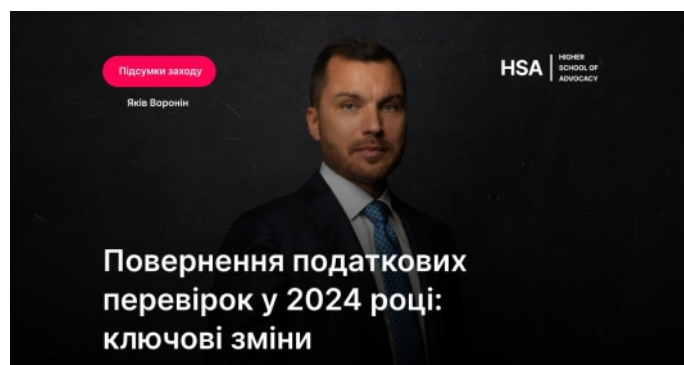 Підсумки заходу
Яків Воронін
HSA
HIGHER
SCHOOL OF
ADVOCACY
Повернення податкових
перевірок у 2024 році:
ключові зміни